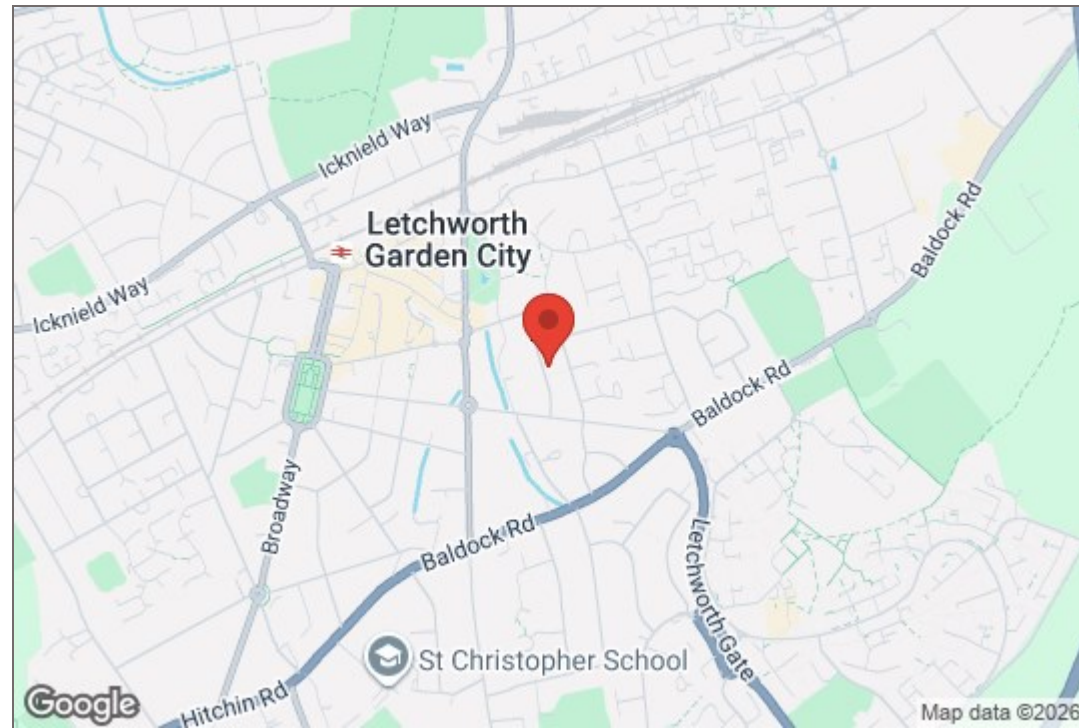 Icknield Way
Letchworth
Garden City
Baldock Rd
Icknield Way
Baldock Rd
Broadway
Baldock Rd
Letchworth Gate
St Christopher School
Hitchin Rd
Google
Map data ©2026